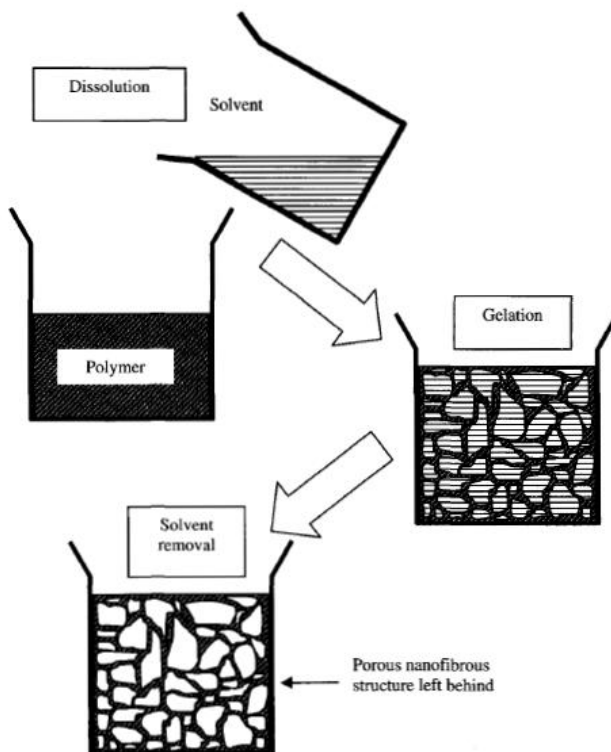 Dissolution
Solvent
Polymer
Gelation
Solvent
removal
Porous nanofibrous
structure left behind